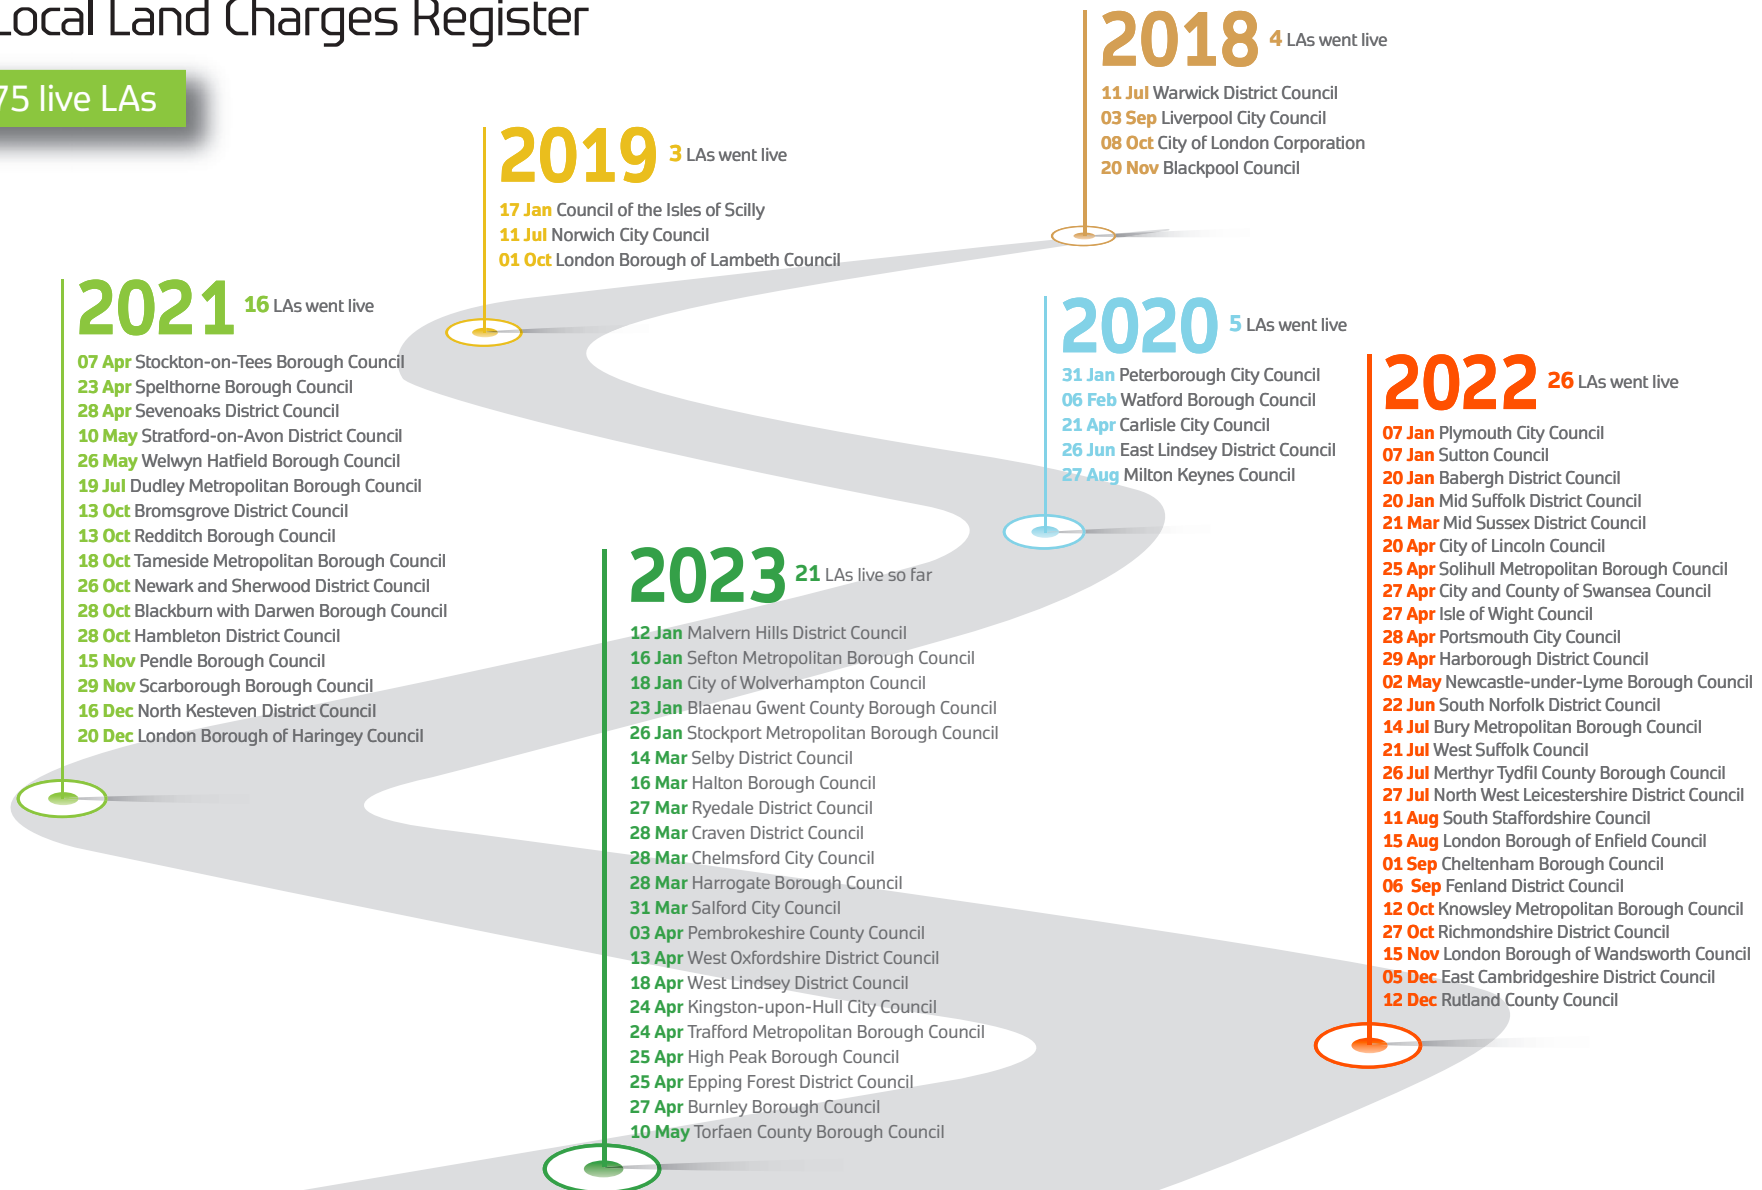 Local Land Charges Register
75 live LAs
2018 4 LAs went live
11 Jul Warwick District Council
03 Sep Liverpool City Council
08 Oct City of London Corporation
20 Nov Blackpool Council
2019 3 LAs went live
17 Jan Council of the Isles of Scilly
11 Jul Norwich City Council
01 Oct London Borough of Lambeth Council
2020 5 LAs went live
31 Jan Peterborough City Council
06 Feb Watford Borough Council
21 Apr Carlisle City Council
26 Jun East Lindsey District Council
27 Aug Milton Keynes Council
2021 16 LAs went live
07 Apr Stockton-on-Tees Borough Council
23 Apr Spelthorne Borough Council
28 Apr Sevenoaks District Council
10 May Stratford-on-Avon District Council
26 May Welwyn Hatfield Borough Council
19 Jul Dudley Metropolitan Borough Council
13 Oct Bromsgrove District Council
13 Oct Redditch Borough Council
18 Oct Tameside Metropolitan Borough Council
26 Oct Newark and Sherwood District Council
28 Oct Blackburn with Darwen Borough Council
28 Oct Hambleton District Council
15 Nov Pendle Borough Council
29 Nov Scarborough Borough Council
16 Dec North Kesteven District Council
20 Dec London Borough of Haringey Council
2022 26 LAs went live
07 Jan Plymouth City Council
07 Jan Sutton Council
20 Jan Babergh District Council
20 Jan Mid Suffolk District Council
21 Mar Mid Sussex District Council
20 Apr City of Lincoln Council
25 Apr Solihull Metropolitan Borough Council
27 Apr City and County of Swansea Council
27 Apr Isle of Wight Council
28 Apr Portsmouth City Council
29 Apr Harborough District Council
02 May Newcastle-under-Lyme Borough Council
22 Jun South Norfolk District Council
14 Jul Bury Metropolitan Borough Council
21 Jul West Suffolk Council
26 Jul Merthyr Tydfil County Borough Council
27 Jul North West Leicestershire District Council
11 Aug South Staffordshire Council
15 Aug London Borough of Enfield Council
01 Sep Cheltenham Borough Council
06 Sep Fenland District Council
12 Oct Knowsley Metropolitan Borough Council
27 Oct Richmondshire District Council
15 Nov London Borough of Wandsworth Council
05 Dec East Cambridgeshire District Council
12 Dec Rutland County Council
2023 21 LAs live so far
12 Jan Malvern Hills District Council
16 Jan Sefton Metropolitan Borough Council
18 Jan City of Wolverhampton Council
23 Jan Blaenau Gwent County Borough Council
26 Jan Stockport Metropolitan Borough Council
14 Mar Selby District Council
16 Mar Halton Borough Council
27 Mar Ryedale District Council
28 Mar Craven District Council
28 Mar Chelmsford City Council
28 Mar Harrogate Borough Council
31 Mar Salford City Council
03 Apr Pembrokeshire County Council
13 Apr West Oxfordshire District Council
18 Apr West Lindsey District Council
24 Apr Kingston-upon-Hull City Council
24 Apr Trafford Metropolitan Borough Council
25 Apr High Peak Borough Council
25 Apr Epping Forest District Council
27 Apr Burnley Borough Council
10 May Torfaen County Borough Council